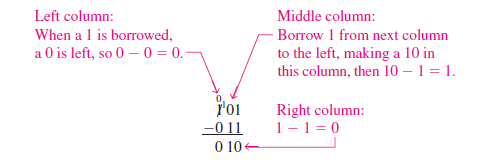 Left column:
When a 1 is borrowed,
a 0 is left, so 0 − 0 = 0.
Middle column:
Borrow 1 from next column
to the left, making a 10 in
this column, then 10 − 1 = 1.
0
1 1 01
−0 11
0 10
Right column:
1 − 1 = 0